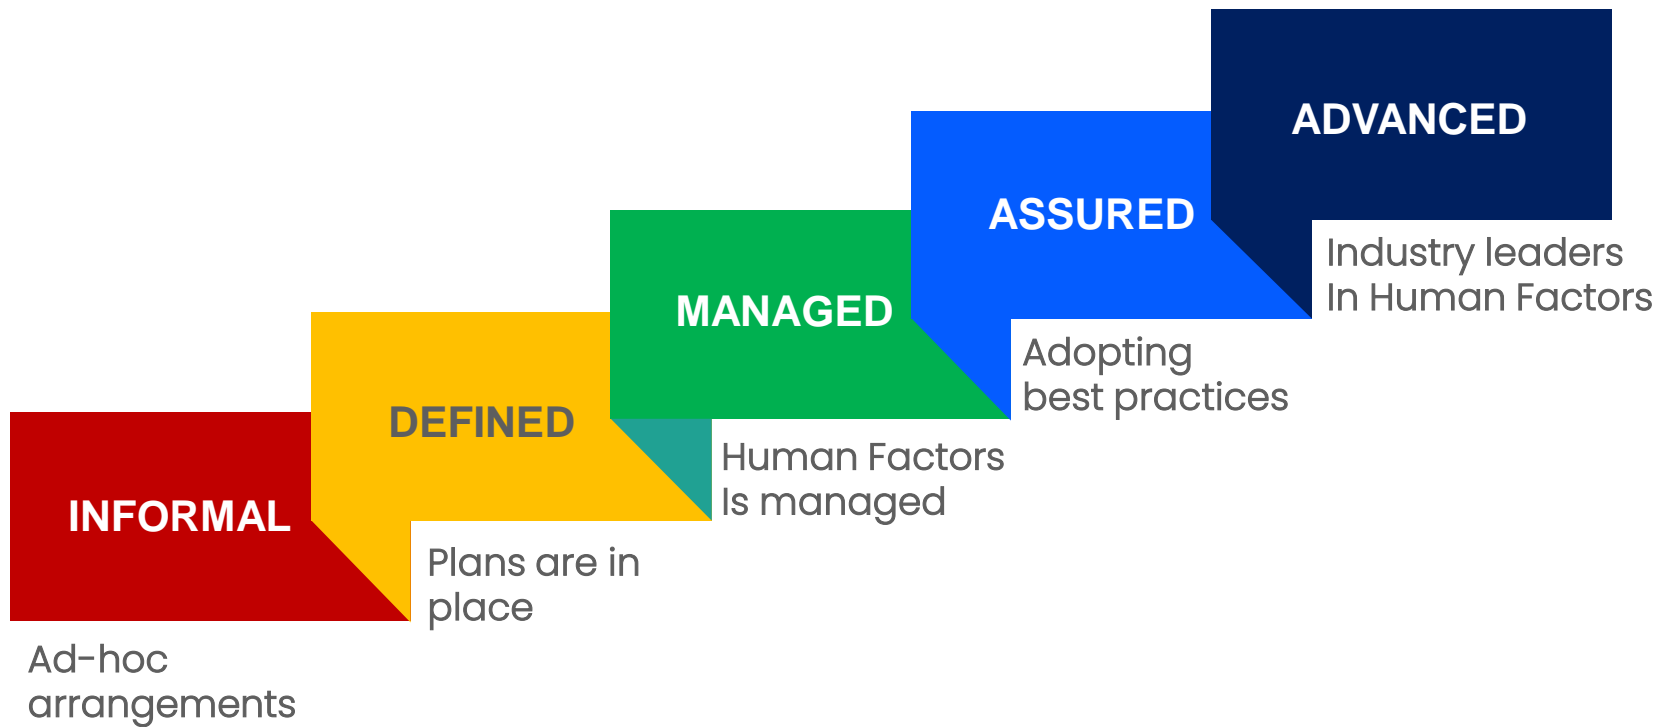 INFORMAL
Ad-hoc
arrangements
DEFINED
Plans are in
place
MANAGED
Human Factors
Is managed
ASSURED
Adopting
best practices
ADVANCED
Industry leaders
In Human Factors